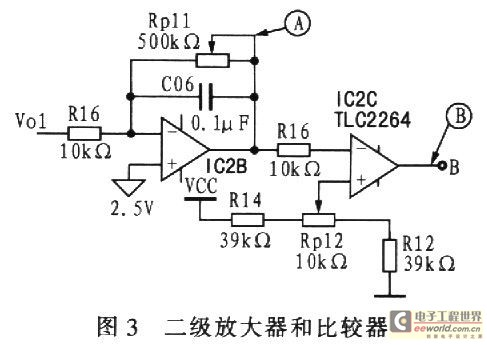 Rp11
500kΩ
A
C06
0.1μF
Vo1
R16
10kΩ
−
+
IC2B
2.5V
VCC
R16
10kΩ
IC2C
TLC2264
−
+
B
B
R14
39kΩ
Rp12
10kΩ
R12
39kΩ
图 3 二级放大器和比较器
电子工程世界
eeworld.com.cn